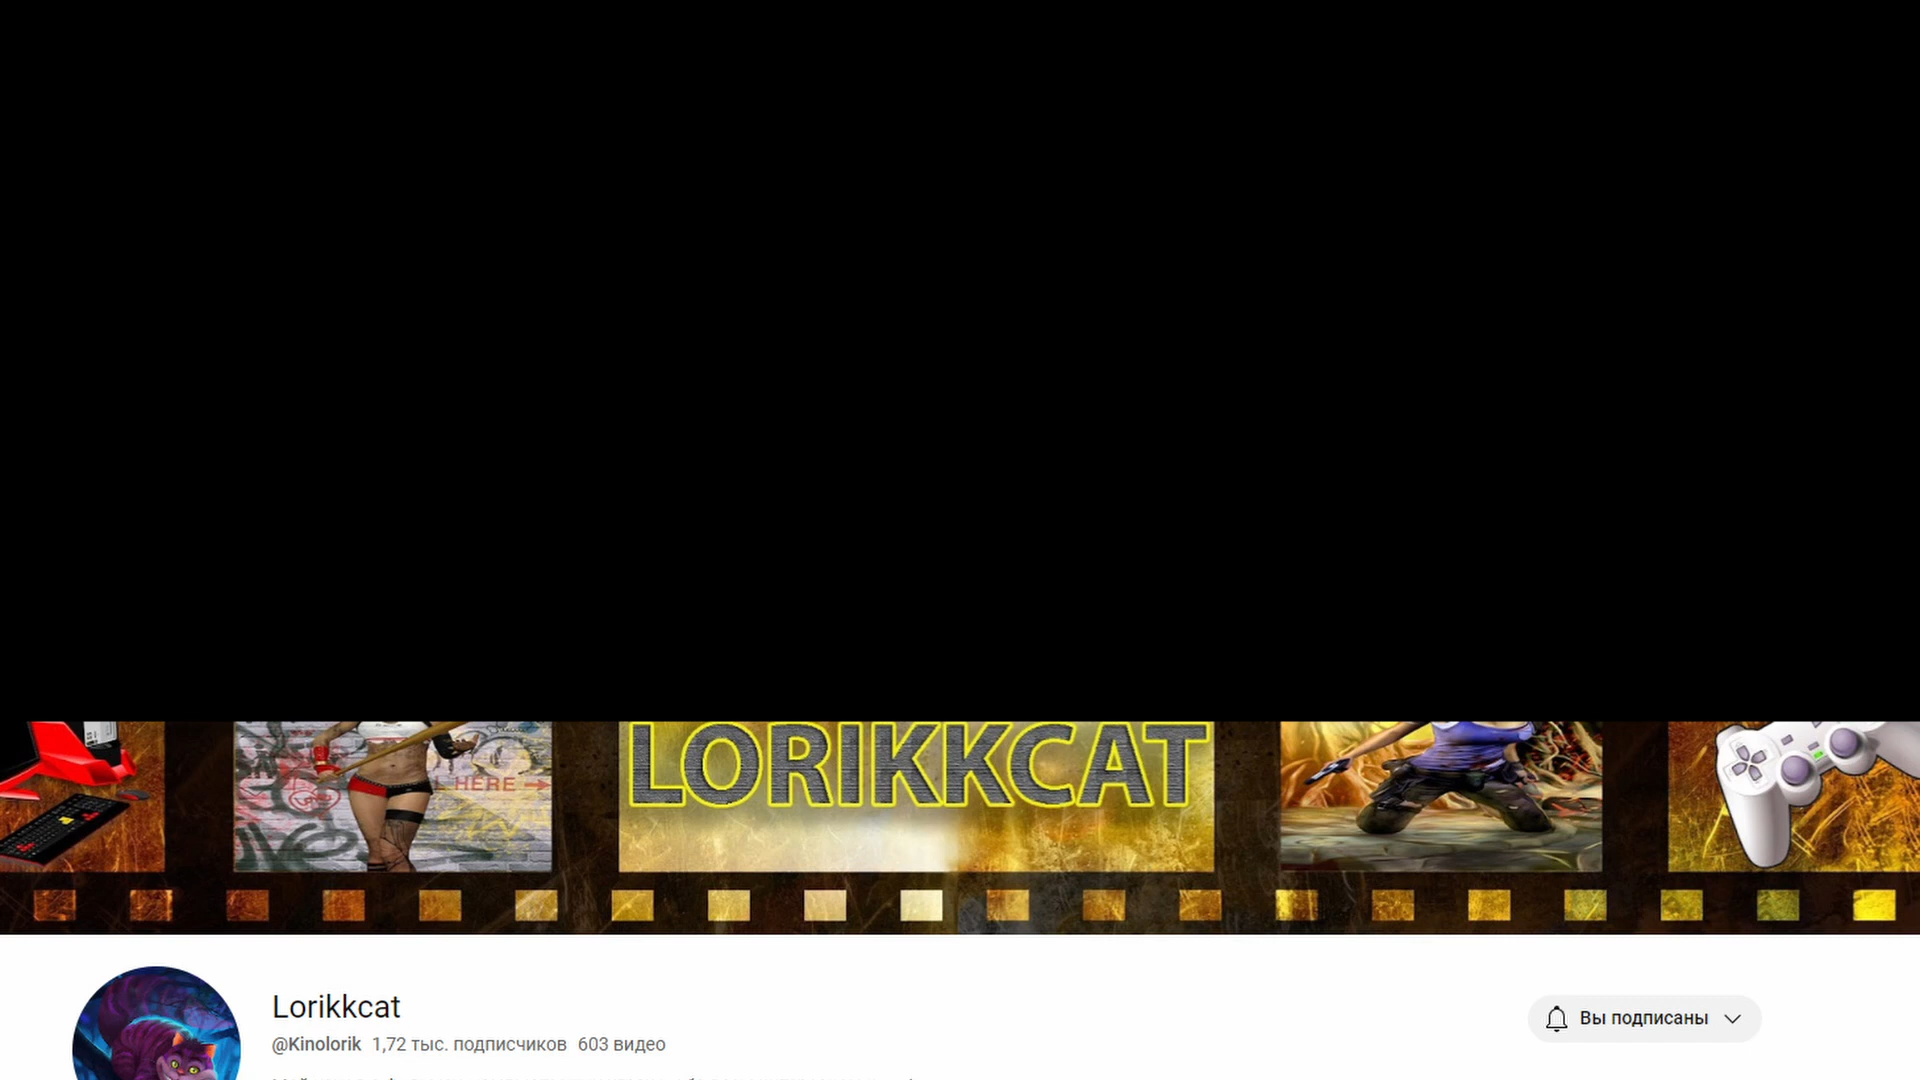 LORIKKCAT
HERE
Lorikkcat
@Kinolorik 1,72 тыс. подписчиков 603 видео
Вы подписаны